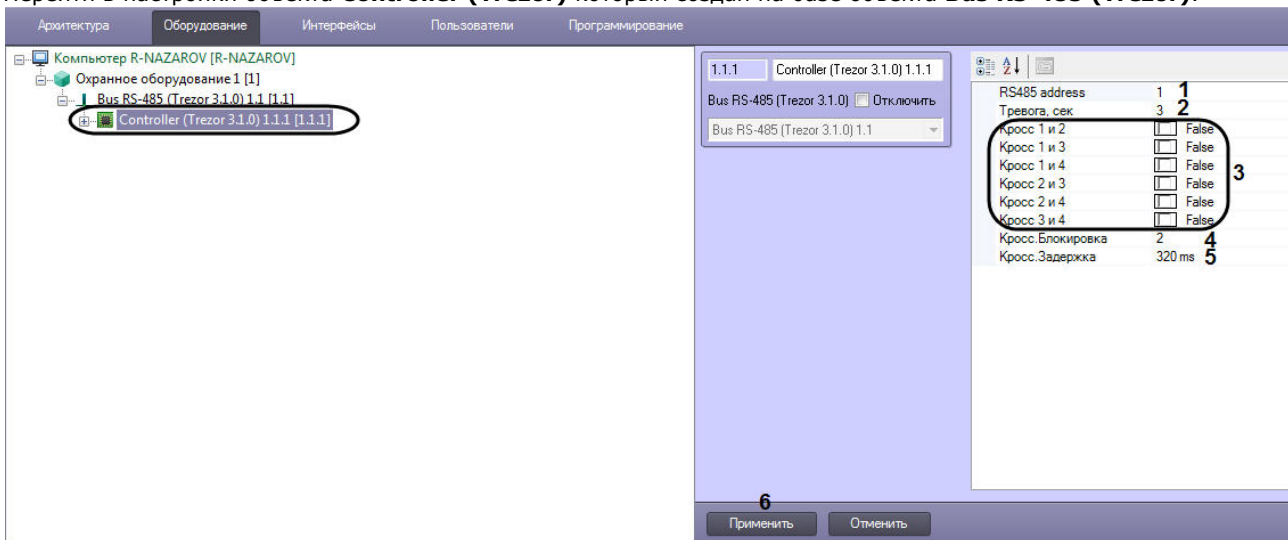 Перейти в настройки объекта Controller (Trezor) который создан на базе объекта Bus RS-485 (Trezor).
Архитектура Оборудование Интерфейсы Пользователи Программирование
Компьютер R-NAZAROV [R-NAZAROV]
Охранное оборудование 1 [1]
Bus RS-485 (Trezor 3.1.0) 1.1 [1.1]
Controller (Trezor 3.1.0) 1.1.1 [1.1.1]
1.1.1 Controller (Trezor 3.1.0) 1.1.1
Bus RS-485 (Trezor 3.1.0) Отключить
Bus RS-485 (Trezor 3.1.0) 1.1
RS485 address 1 1
Тревога, сек 3 2
Кросс 1 и 2 False
Кросс 1 и 3 False
Кросс 1 и 4 False
Кросс 2 и 3 False
Кросс 2 и 4 False
Кросс 3 и 4 False
3
Кросс.Блокировка 2 4
Кросс.Задержка 320 ms 5
6
Применить Отменить